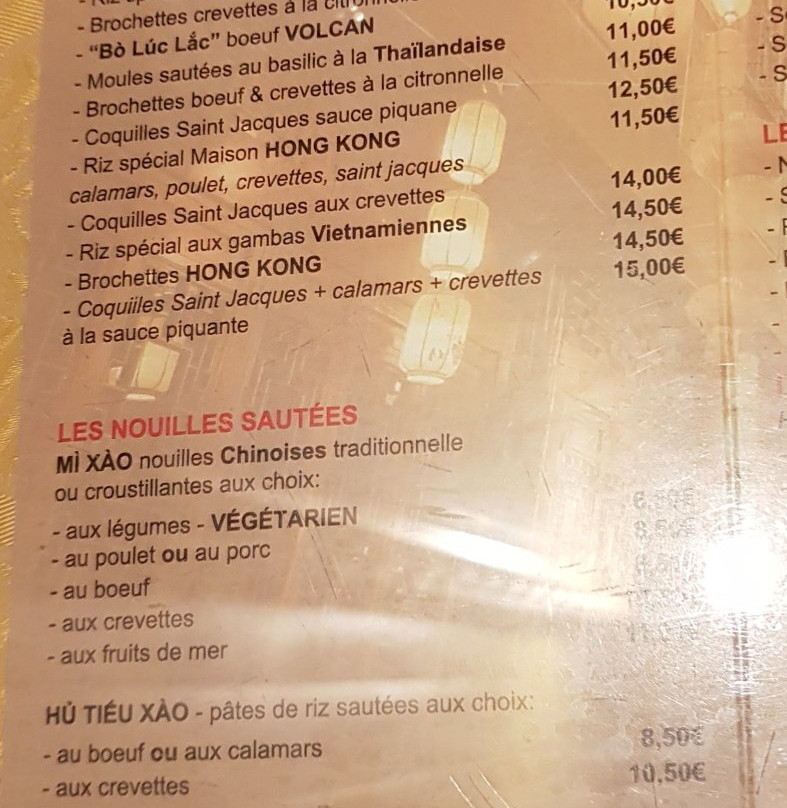 - Brochettes crevettes à la
- “Bò Lúc Lắc” boeuf VOLCAN 11,00€
- Moules sautées au basilic à la Thaïlandaise 11,50€
- Brochettes boeuf & crevettes à la citronnelle 12,50€
- Coquilles Saint Jacques sauce piquane 11,50€
- Riz spécial Maison HONG KONG
calamars, poulet, crevettes, saint jacques 14,00€
- Coquilles Saint Jacques aux crevettes 14,50€
- Riz spécial aux gambas Vietnamiennes 14,50€
- Brochettes HONG KONG 15,00€
- Coquiiles Saint Jacques + calamars + crevettes
à la sauce piquante
LES NOUILLES SAUTÉES
MÌ XÀO nouilles Chinoises traditionnelle
ou croustillantes aux choix:
- aux légumes - VÉGÉTARIEN
- au poulet ou au porc
- au boeuf
- aux crevettes
- aux fruits de mer
HỦ TIÉU XÀO - pâtes de riz sautées aux choix:
- au boeuf ou aux calamars 8,50€
- aux crevettes 10,50€